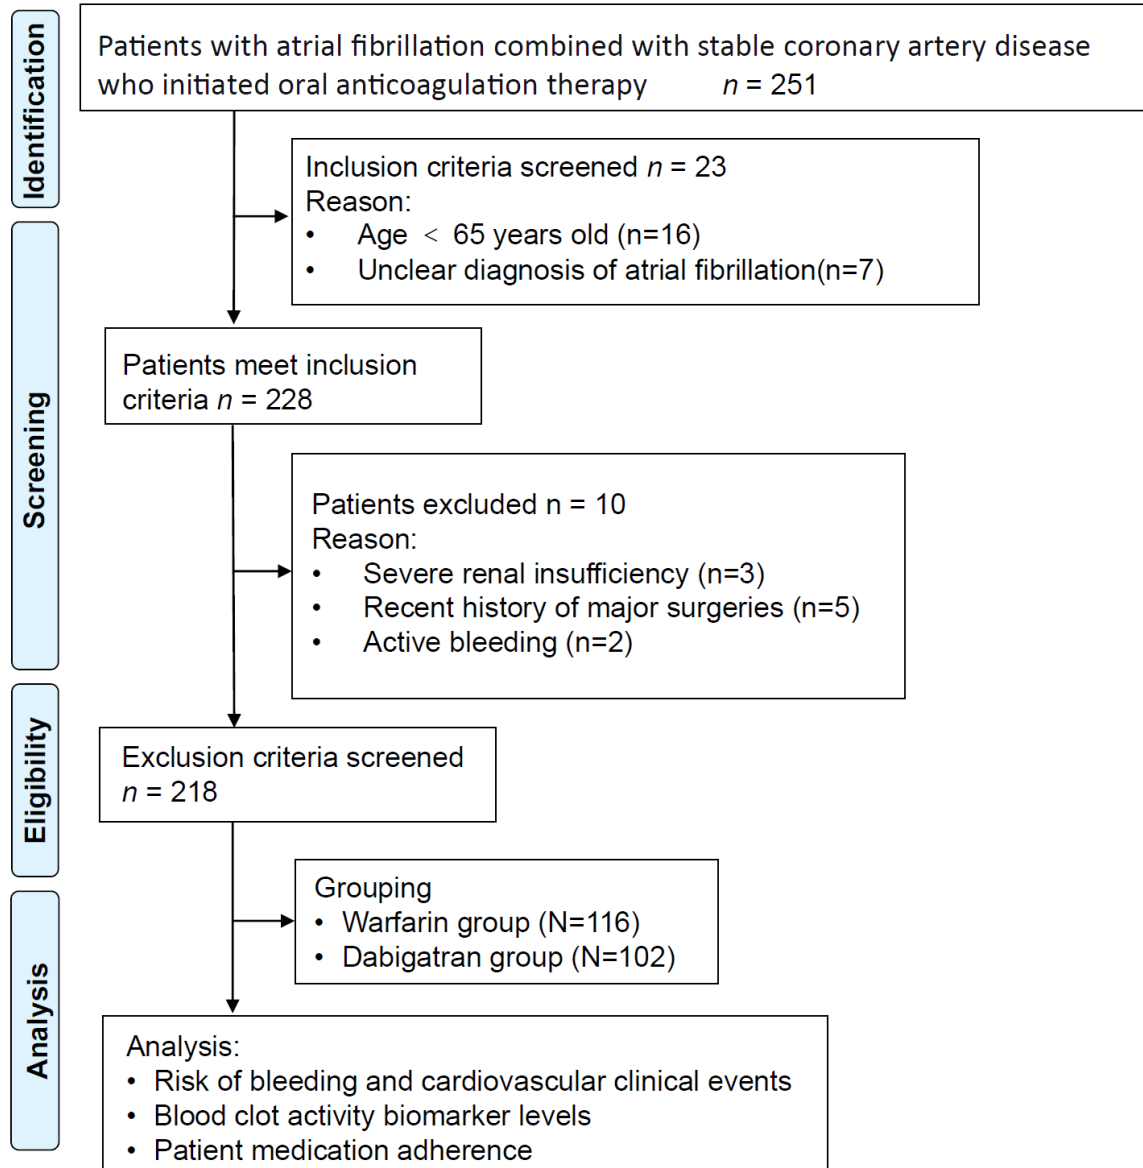 Identification
Patients with atrial fibrillation combined with stable coronary artery disease
who initiated oral anticoagulation therapy n = 251
Inclusion criteria screened n = 23
Reason:
• Age < 65 years old (n=16)
• Unclear diagnosis of atrial fibrillation(n=7)
Screening
Patients meet inclusion
criteria n = 228
Patients excluded n = 10
Reason:
• Severe renal insufficiency (n=3)
• Recent history of major surgeries (n=5)
• Active bleeding (n=2)
Eligibility
Exclusion criteria screened
n = 218
Grouping
• Warfarin group (N=116)
• Dabigatran group (N=102)
Analysis
Analysis:
• Risk of bleeding and cardiovascular clinical events
• Blood clot activity biomarker levels
• Patient medication adherence